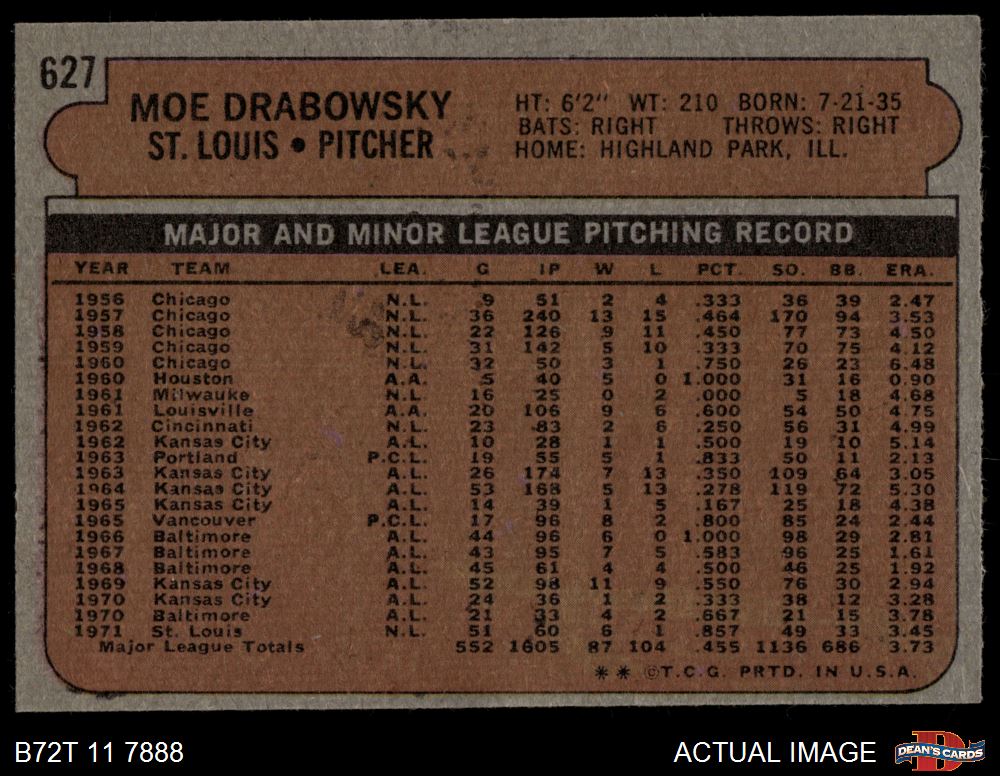 627
MOE DRABOWSKY
ST. LOUIS • PITCHER
HT: 6'2" WT: 210 BORN: 7-21-35
BATS: RIGHT THROWS: RIGHT
HOME: HIGHLAND PARK, ILL.
MAJOR AND MINOR LEAGUE PITCHING RECORD
YEAR TEAM LEA. G IP W L PCT. SO. BB. ERA.
1956 Chicago N.L. 9 51 2 4 .333 36 39 2.47
1957 Chicago N.L. 36 240 13 15 .464 170 94 3.53
1958 Chicago N.L. 22 126 9 11 .450 77 73 4.50
1959 Chicago N.L. 31 142 5 10 .333 70 75 4.12
1960 Chicago N.L. 32 50 3 1 .750 26 23 6.48
1960 Houston A.A. 5 40 5 0 1.000 31 16 0.90
1961 Milwauke N.L. 16 25 0 2 .000 5 18 4.68
1961 Louisville A.A. 20 106 9 6 .600 54 50 4.75
1962 Cincinnati N.L. 23 83 2 6 .250 56 31 4.99
1962 Kansas City A.L. 10 28 1 1 .500 19 10 5.14
1963 Portland P.C.L. 19 55 5 1 .833 50 11 2.13
1963 Kansas City A.L. 26 174 7 13 .350 109 64 3.05
1964 Kansas City A.L. 53 168 5 13 .278 119 72 5.30
1965 Kansas City A.L. 14 39 1 5 .167 25 18 4.38
1965 Vancouver P.C.L. 17 96 8 2 .800 85 24 2.44
1966 Baltimore A.L. 44 96 6 0 1.000 98 29 2.81
1967 Baltimore A.L. 43 95 7 5 .583 96 25 1.61
1968 Baltimore A.L. 45 61 4 4 .500 46 25 1.92
1969 Kansas City A.L. 52 98 11 9 .550 76 30 2.94
1970 Kansas City A.L. 24 36 1 2 .333 38 12 3.28
1970 Baltimore A.L. 21 33 4 2 .667 21 15 3.78
1971 St. Louis N.L. 51 60 6 1 .857 49 33 3.45
Major League Totals 552 1605 87 104 .455 1136 686 3.73
** ©T.C.G. PRTD. IN U.S.A.
B72T 11 7888
ACTUAL IMAGE
DEAN'S CARDS